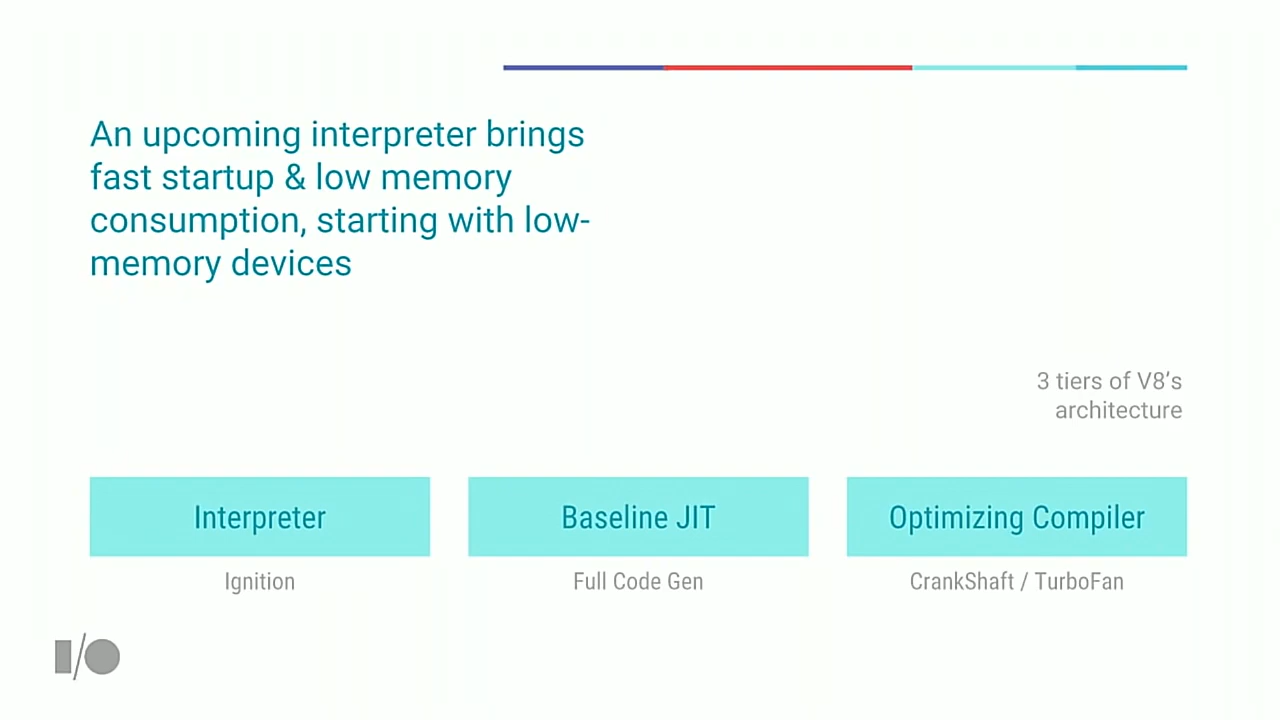 An upcoming interpreter brings
fast startup & low memory
consumption, starting with low-
memory devices
3 tiers of V8’s
architecture
Interpreter
Baseline JIT
Optimizing Compiler
Ignition
Full Code Gen
CrankShaft / TurboFan
I/O